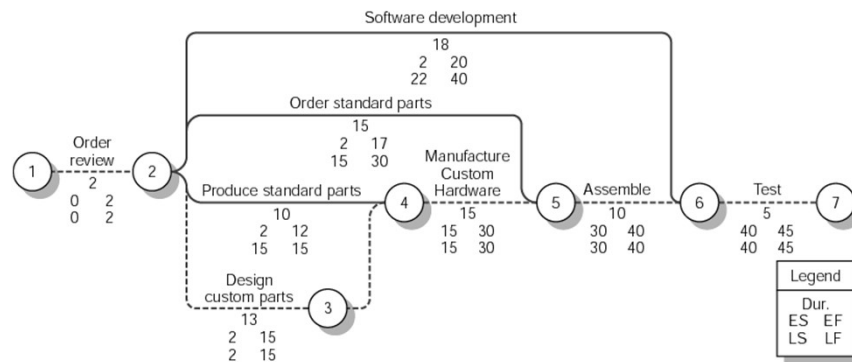 Software development
18
2 20
22 40
Order standard parts
15
2 17
15 30
Order
review
2
0 2
0 2
1
2
Produce standard parts
10
2 12
15 15
4
Manufacture
Custom
Hardware
15
15 30
15 30
5
Assemble
10
30 40
30 40
6
Test
5
40 45
40 45
7
Design
custom parts
13
2 15
2 15
3
Legend
Dur.
ES EF
LS LF